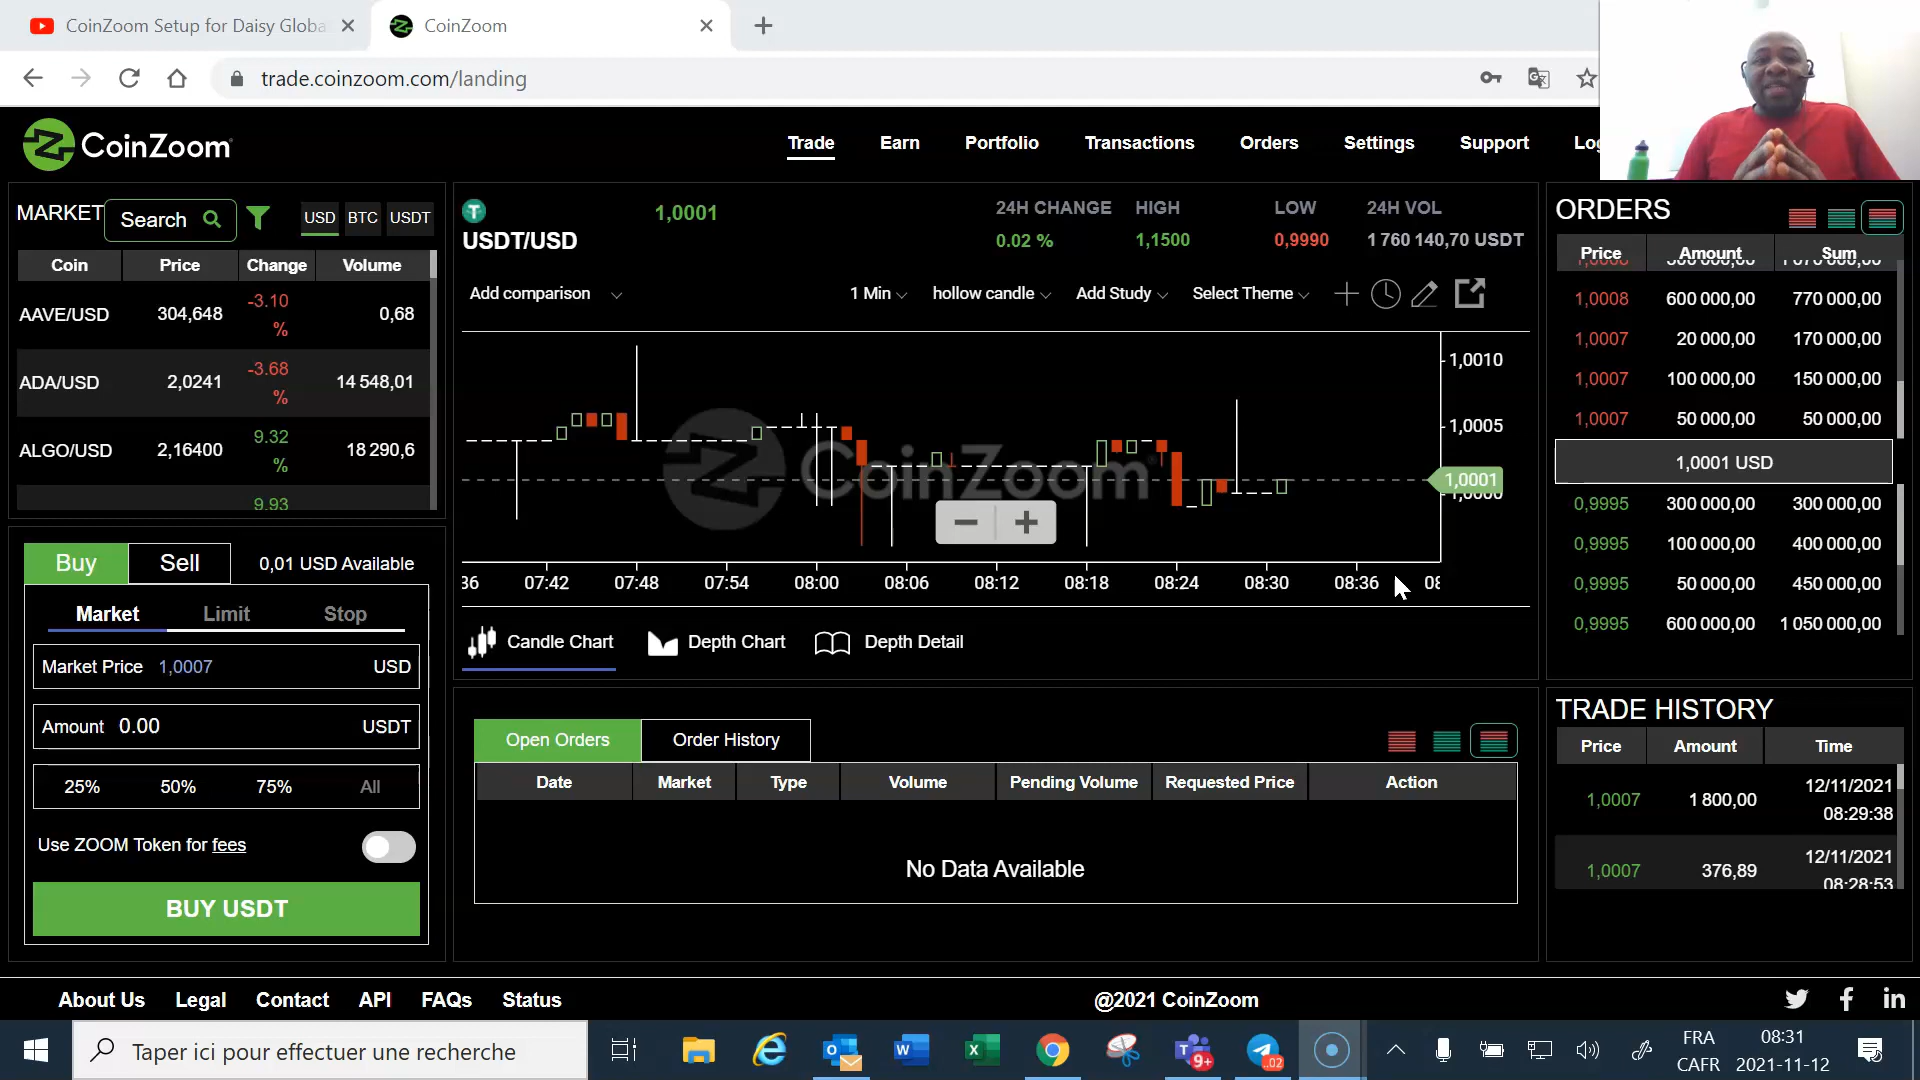 CoinZoom Setup for Daisy Globa
CoinZoom
trade.coinzoom.com/landing
CoinZoom
Trade
Earn
Portfolio
Transactions
Orders
Settings
Support
MARKET
Search
USD
BTC
USDT
Coin Price Change Volume
AAVE/USD 304,648 -3.10 % 0,68
ADA/USD 2,0241 -3.68 % 14 548,01
ALGO/USD 2,16400 9.32 % 18 290,6
9.93
Buy
Sell
0,01 USD Available
Market
Limit
Stop
Market Price 1,0007 USD
Amount 0.00 USDT
25% 50% 75% All
Use ZOOM Token for fees
BUY USDT
USDT/USD
1,0001
24H CHANGE HIGH LOW 24H VOL
0.02 % 1,1500 0,9990 1 760 140,70 USDT
Add comparison
1 Min
hollow candle
Add Study
Select Theme
CoinZoom
1,0010
1,0005
1,0001
1,0000
36 07:42 07:48 07:54 08:00 08:06 08:12 08:18 08:24 08:30 08:36 08
Candle Chart
Depth Chart
Depth Detail
Open Orders
Order History
Date Market Type Volume Pending Volume Requested Price Action
No Data Available
ORDERS
Price Amount Sum
1,0008 600 000,00 770 000,00
1,0007 20 000,00 170 000,00
1,0007 100 000,00 150 000,00
1,0007 50 000,00 50 000,00
1,0001 USD
0,9995 300 000,00 300 000,00
0,9995 100 000,00 400 000,00
0,9995 50 000,00 450 000,00
0,9995 600 000,00 1 050 000,00
TRADE HISTORY
Price Amount Time
1,0007 1 800,00 12/11/2021 08:29:38
1,0007 376,89 12/11/2021 08:28:53
About Us
Legal
Contact
API
FAQs
Status
@2021 CoinZoom
Taper ici pour effectuer une recherche
9+
02
FRA
CAFR
08:31
2021-11-12